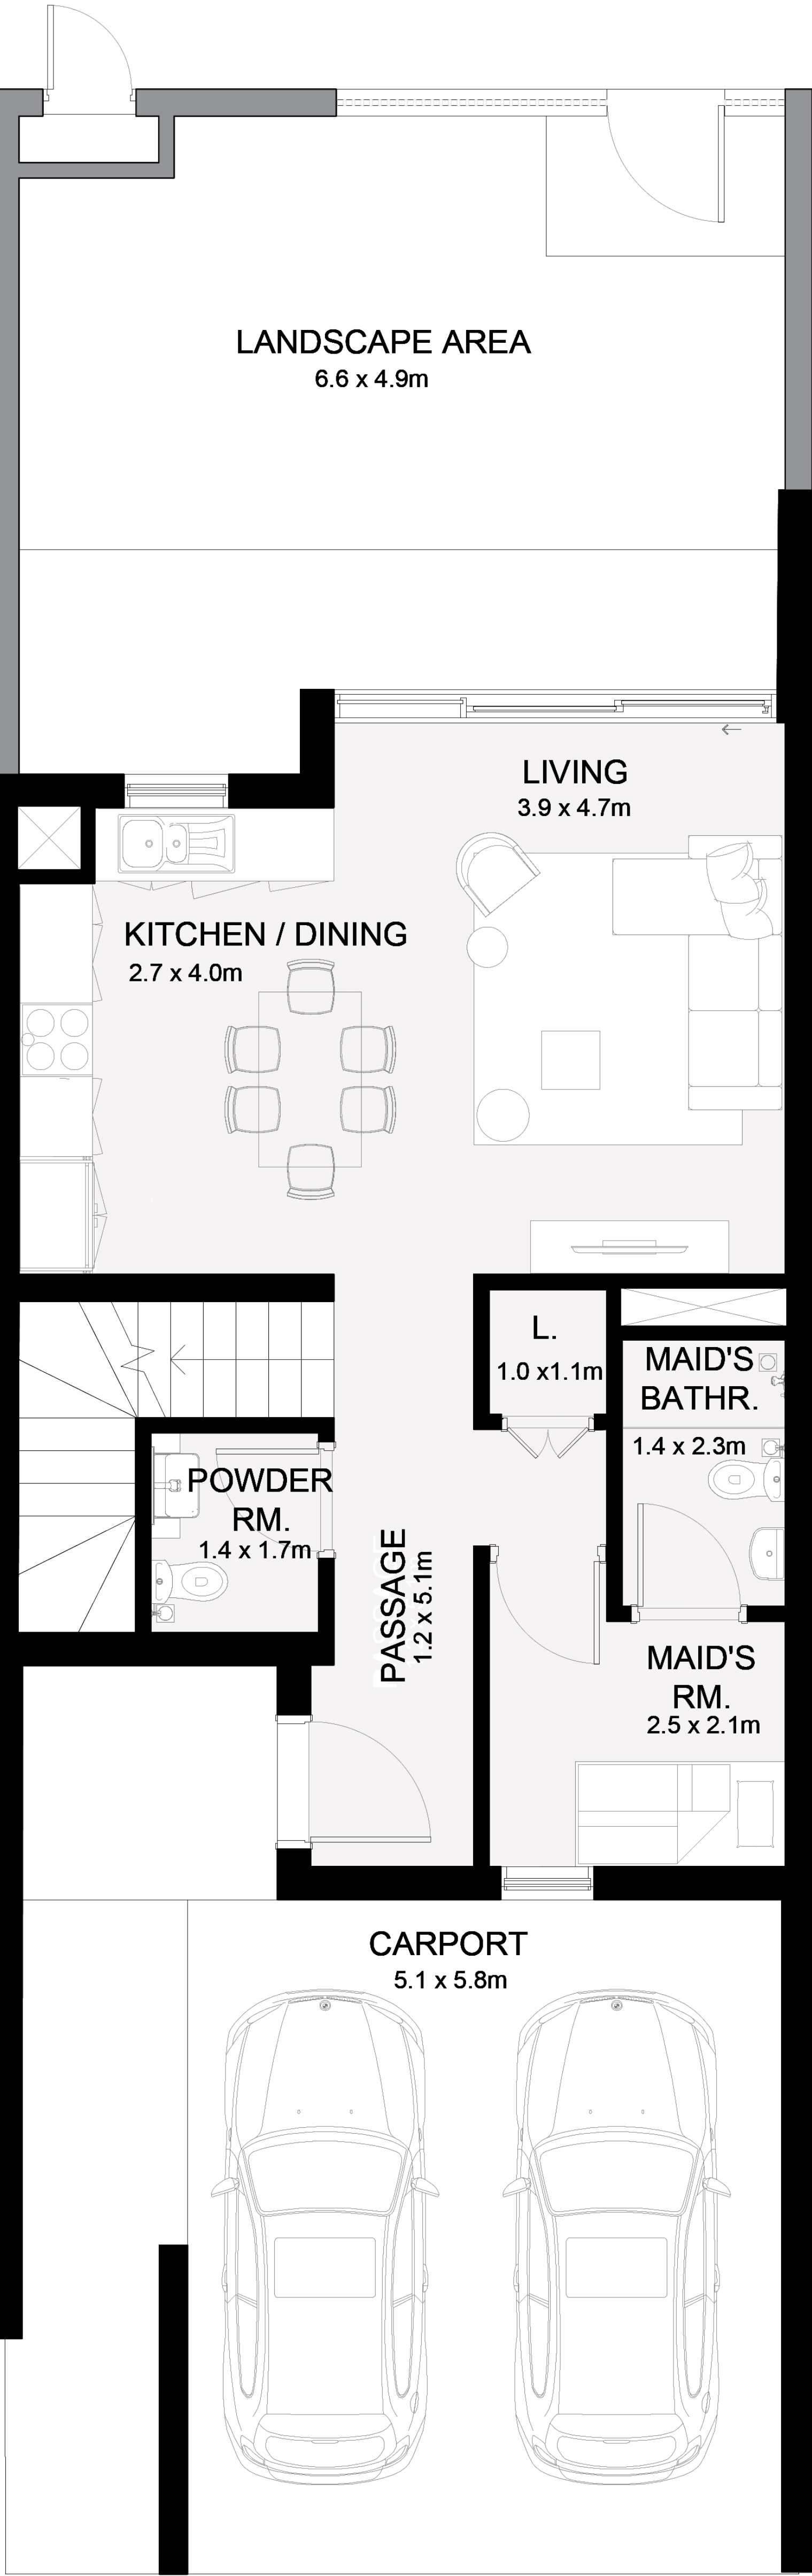 LANDSCAPE AREA
6.6 x 4.9m
LIVING
3.9 x 4.7m
KITCHEN / DINING
2.7 x 4.0m
L.
1.0 x1.1m
MAID'S
BATHR.
1.4 x 2.3m
POWDER
RM.
1.4 x 1.7m
PASSAGE
1.2 x 5.1m
MAID'S
RM.
2.5 x 2.1m
CARPORT
5.1 x 5.8m